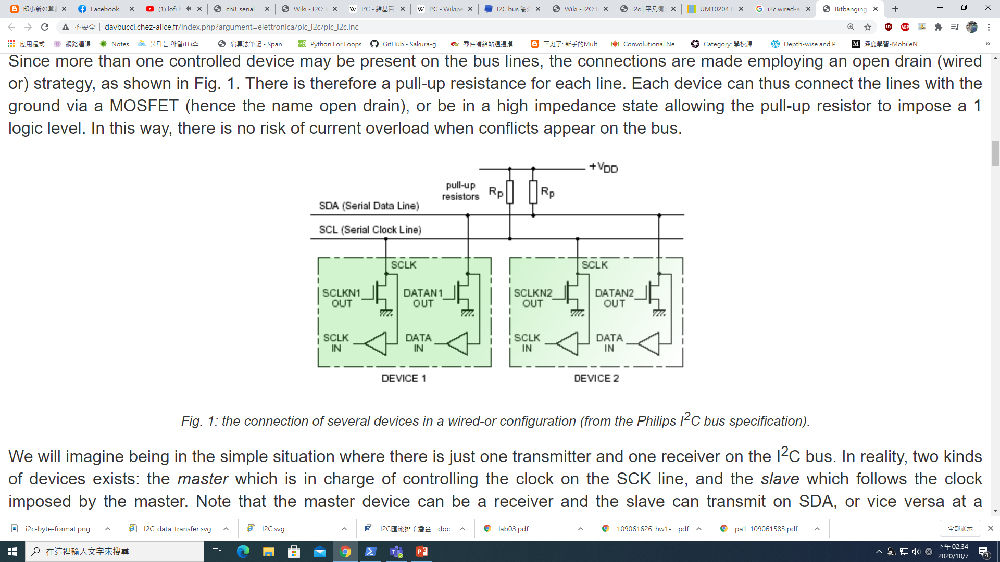 邱小新の單
Facebook
(1) lofi
ch8_serial
Wiki - I2C:
I²C - 維基百
I²C - Wikipe
I2C bus 簡
Wiki - I2C:
i2c | 平凡
UM10204 I
i2c wired-a
Bitbanging
不安全
davbucci.chez-alice.fr/index.php?argument=elettronica/pic_i2c/pic_i2c.inc
應用程式
網路選課
Notes
불타는 아일(IT)스...
演算法筆記 - Span...
Python For Loops
GitHub - Sakura-g...
零件補給站通通摸...
下班了: 新手的Mult...
Convolutional Ne...
Category: 學校課...
Depth-wise and P...
深度學習-MobileN...
Since more than one controlled device may be present on the bus lines, the connections are made employing an open drain (wired
or) strategy, as shown in Fig. 1. There is therefore a pull-up resistance for each line. Each device can thus connect the lines with the
ground via a MOSFET (hence the name open drain), or be in a high impedance state allowing the pull-up resistor to impose a 1
logic level. In this way, there is no risk of current overload when conflicts appear on the bus.
+VDD
pull-up
resistors
Rp
Rp
SDA (Serial Data Line)
SCL (Serial Clock Line)
SCLK
SCLKN1
OUT
DATAN1
OUT
SCLK
IN
DATA
IN
SCLK
SCLKN2
OUT
DATAN2
OUT
SCLK
IN
DATA
IN
DEVICE 1
DEVICE 2
Fig. 1: the connection of several devices in a wired-or configuration (from the Philips I2C bus specification).
We will imagine being in the simple situation where there is just one transmitter and one receiver on the I2C bus. In reality, two kinds
of devices exists: the master which is in charge of controlling the clock on the SCK line, and the slave which follows the clock
imposed by the master. Note that the master device can be a receiver and the slave can transmit on SDA, or vice versa at a
i2c-byte-format.png
I2C_data_transfer.svg
I2C.svg
I2C匯流排 ( 詹金....doc
lab03.pdf
109061626_hw1-....pdf
pa1_109061583.pdf
全部顯示
在這裡輸入文字來搜尋
下午 02:34
2020/10/7
4